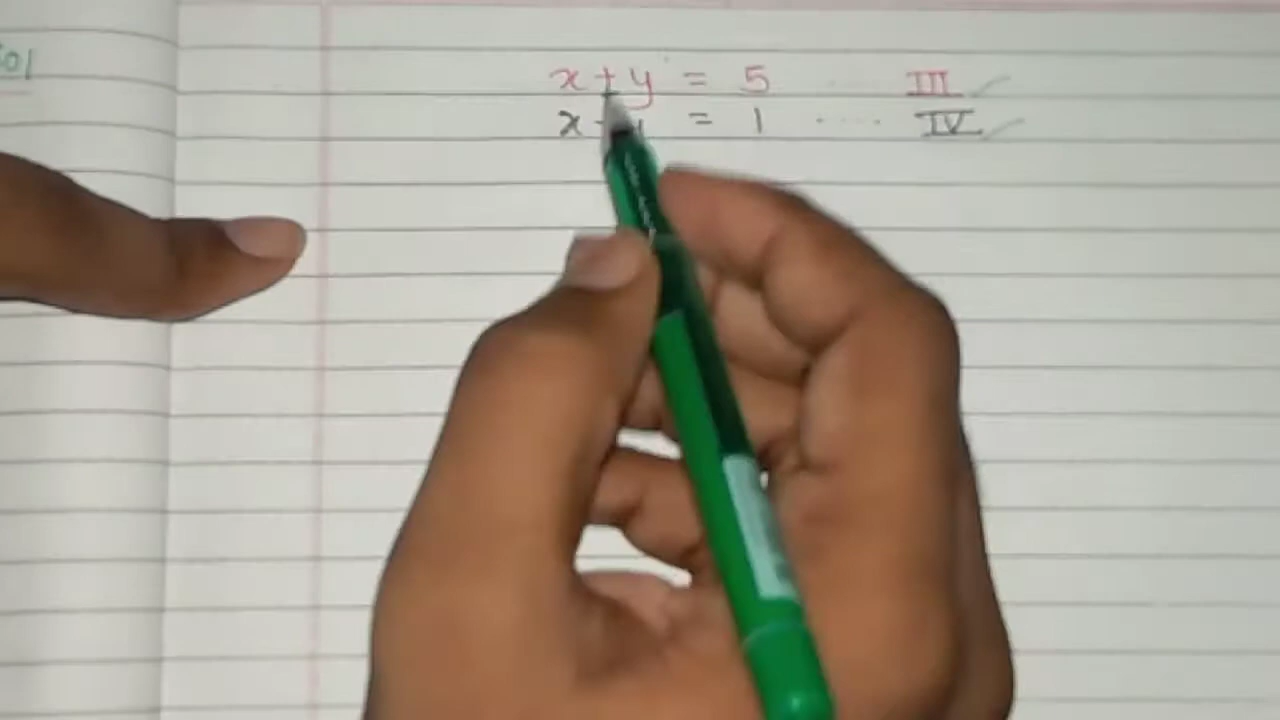 x + y = 5 ..... III
x - y = 1 ..... IV